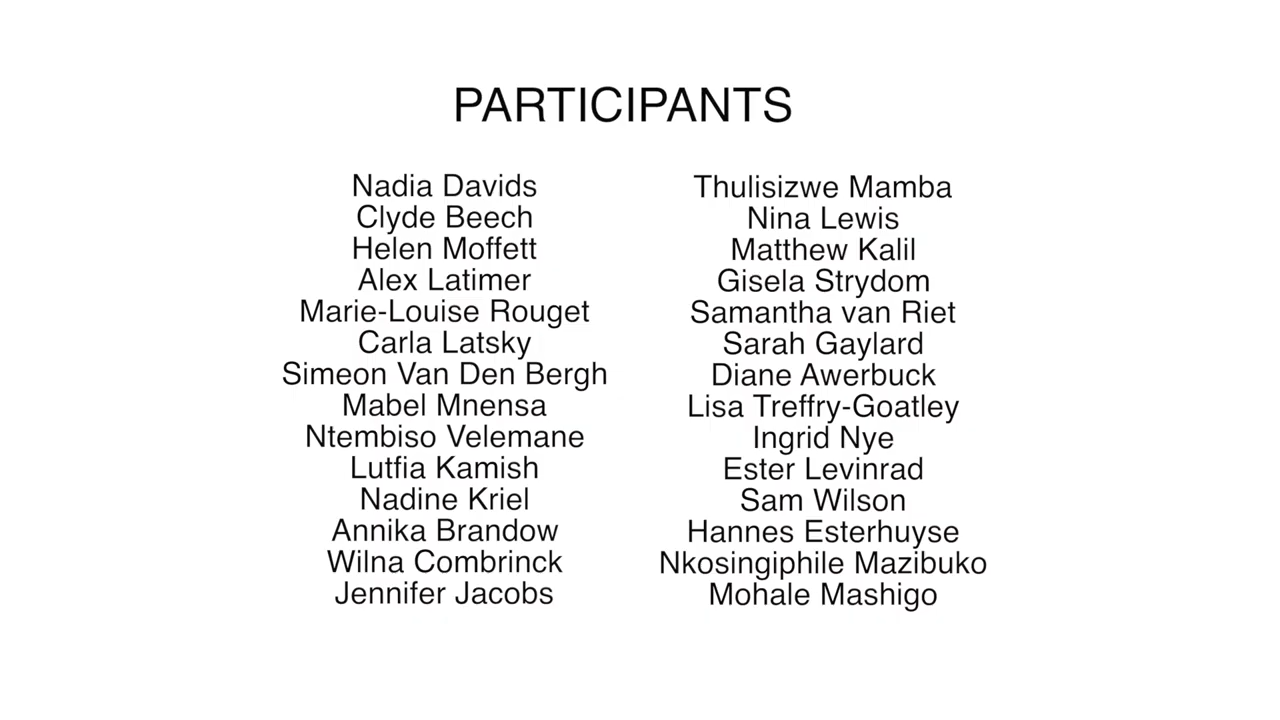 PARTICIPANTS
Nadia Davids
Clyde Beech
Helen Moffett
Alex Latimer
Marie-Louise Rouget
Carla Latsky
Simeon Van Den Bergh
Mabel Mnensa
Ntembiso Velemane
Lutfia Kamish
Nadine Kriel
Annika Brandow
Wilna Combrinck
Jennifer Jacobs
Thulisizwe Mamba
Nina Lewis
Matthew Kalil
Gisela Strydom
Samantha van Riet
Sarah Gaylard
Diane Awerbuck
Lisa Treffry-Goatley
Ingrid Nye
Ester Levinrad
Sam Wilson
Hannes Esterhuyse
Nkosingiphile Mazibuko
Mohale Mashigo